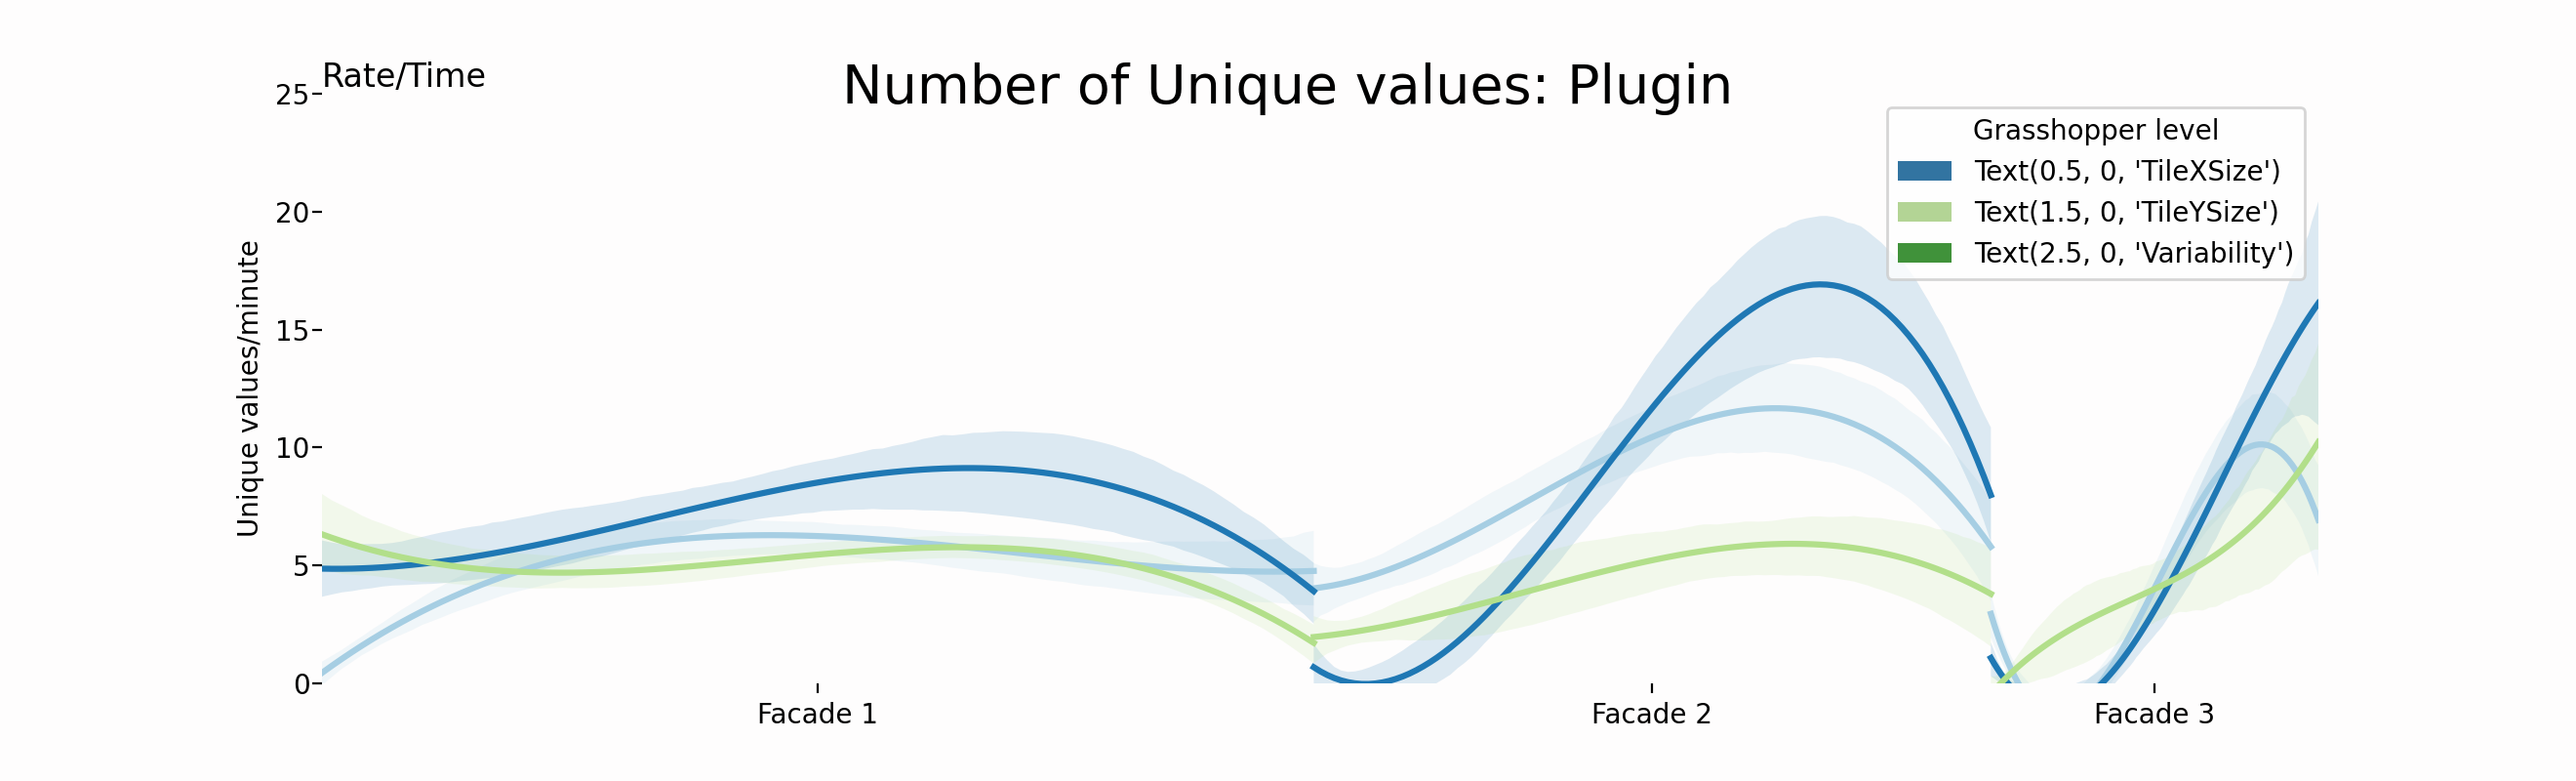 Rate/Time
Number of Unique values: Plugin
25
20
15
10
5
0
Unique values/minute
Grasshopper level
Text(0.5, 0, 'TileXSize')
Text(1.5, 0, 'TileYSize')
Text(2.5, 0, 'Variability')
Facade 1
Facade 2
Facade 3